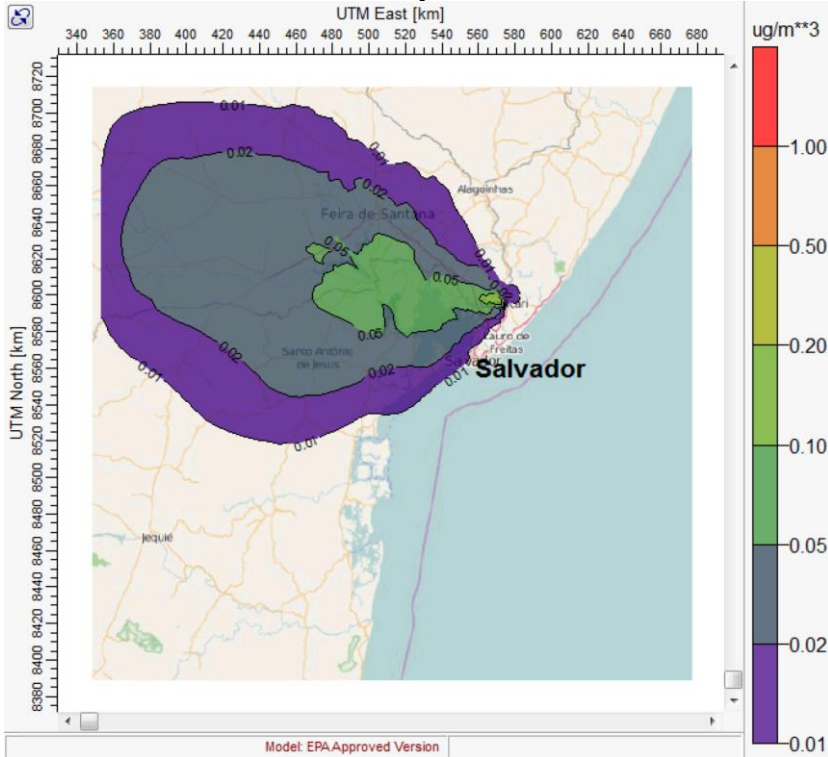 UTM East [km]
ug/m**3
340 360 380 400 420 440 460 480 500 520 540 560 580 600 620 640 660 680
8720
8700
8680
8660
8640
8620
8600
8580
8560
8540
8520
8500
8480
8460
8440
8420
8400
8380
UTM North [km]
0.01
0.02
0.01
0.02
Alagoinhas
Feira de Santana
0.05
0.01
0.05
0.05
Santo Antônio
de Jesus
0.02
0.02
0.01
0.01
0.01
Lauro de
Freitas
Salvador
Salvador
Jequié
1.00
0.50
0.20
0.10
0.05
0.02
0.01
Model: EPA Approved Version